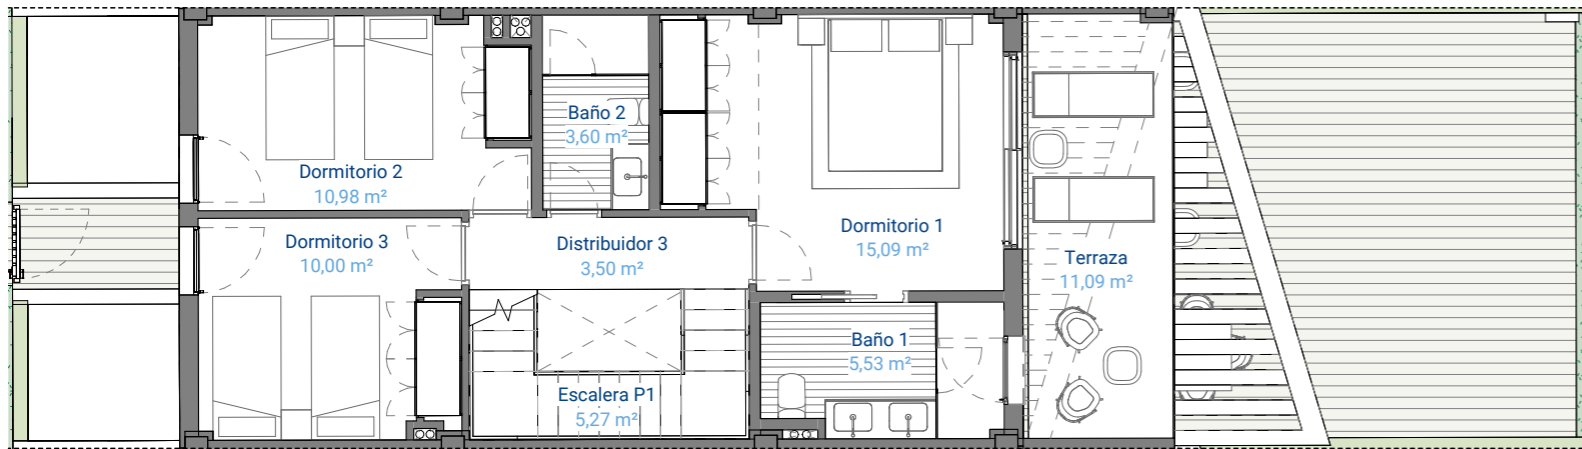 Baño 2
3,60 m²
Dormitorio 2
10,98 m²
Dormitorio 1
15,09 m²
Dormitorio 3
10,00 m²
Distribuidor 3
3,50 m²
Terraza
11,09 m²
Baño 1
5,53 m²
Escalera P1
5,27 m²